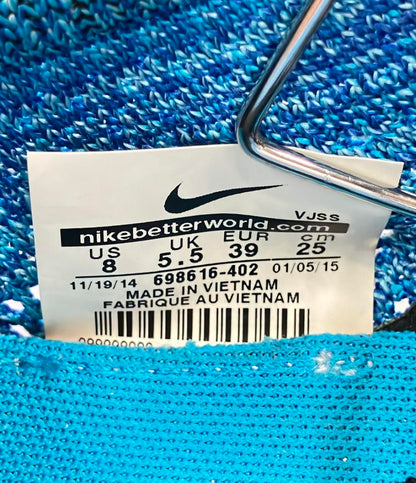 VJSS
nikebetterworld.com
US UK EUR cm
8 5.5 39 25
11/19/14 698616-402 01/05/15
MADE IN VIETNAM
FABRIQUE AU VIETNAM